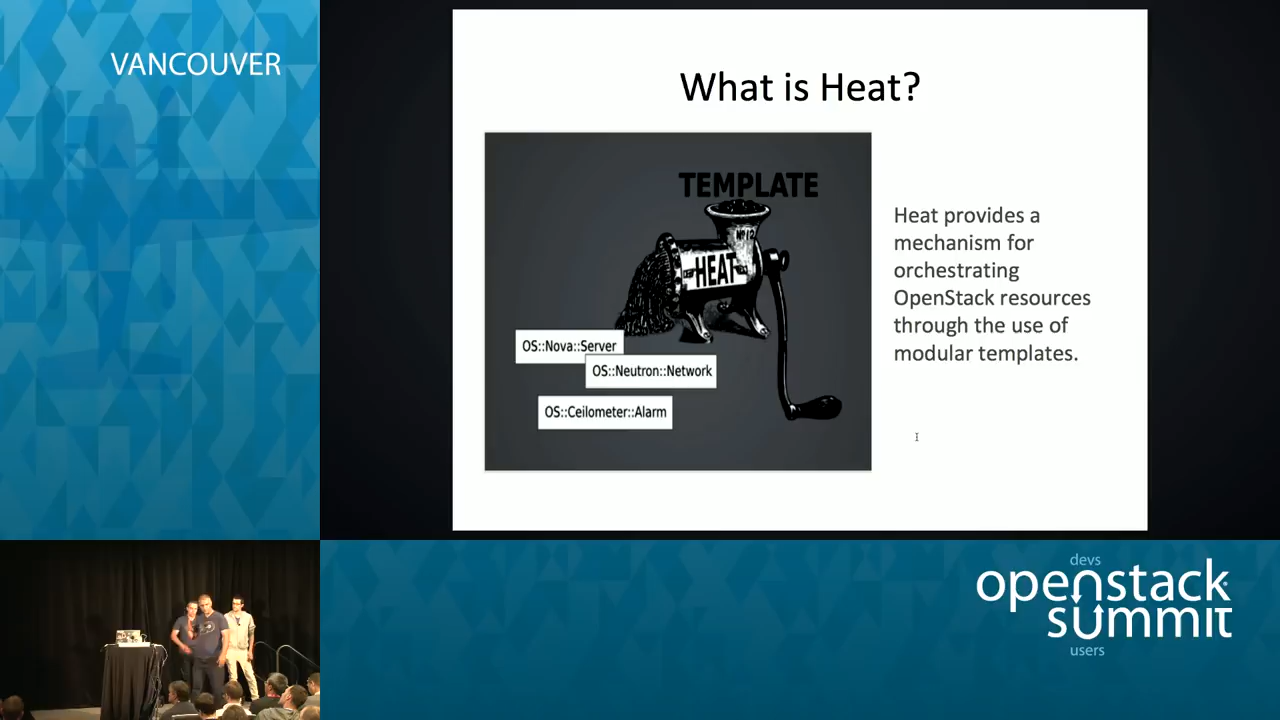 VANCOUVER
What is Heat?
TEMPLATE
Nº12
HEAT
OS::Nova::Server
OS::Neutron::Network
OS::Ceilometer::Alarm
Heat provides a
mechanism for
orchestrating
OpenStack resources
through the use of
modular templates.
devs
openstack
summit
users